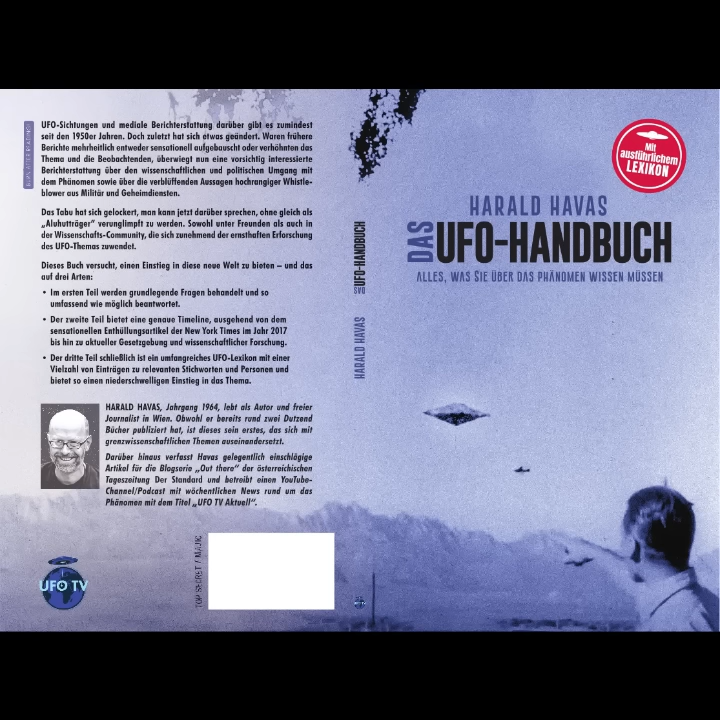 UFO-Sichtungen und mediale Berichterstattung darüber gibt es zumindest
seit den 1950er Jahren. Doch zuletzt hat sich etwas geändert. Waren frühere
Berichte mehrheitlich entweder sensationell aufgebauscht oder verhöhnten das
Thema und die Beobachtenden, überwiegt nun eine vorsichtig interessierte
Berichterstattung über den wissenschaftlichen und politischen Umgang mit
dem Phänomen sowie über die verblüffenden Aussagen hochrangiger Whistle-
blower aus Militär und Geheimdiensten.
Das Tabu hat sich gelockert, man kann jetzt darüber sprechen, ohne gleich als
„Aluhutträger“ verunglimpft zu werden. Sowohl unter Freunden als auch in
der Wissenschafts-Community, die sich zunehmend der ernsthaften Erforschung
des UFO-Themas zuwendet.
Dieses Buch versucht, einen Einstieg in diese neue Welt zu bieten – und das
auf drei Arten:
• Im ersten Teil werden grundlegende Fragen behandelt und so
umfassend wie möglich beantwortet.
• Der zweite Teil bietet eine genaue Timeline, ausgehend von dem
sensationellen Enthüllungsartikel der New York Times im Jahr 2017
bis hin zu aktueller Gesetzgebung und wissenschaftlicher Forschung.
• Der dritte Teil schließlich ist ein umfangreiches UFO-Lexikon mit einer
Vielzahl von Einträgen zu relevanten Stichworten und Personen und
bietet so einen niederschwelligen Einstieg in das Thema.
HARALD HAVAS, Jahrgang 1964, lebt als Autor und freier
Journalist in Wien. Obwohl er bereits rund zwei Dutzend
Bücher publiziert hat, ist dieses sein erstes, das sich mit
grenzwissenschaftlichen Themen auseinandersetzt.
Darüber hinaus verfasst Havas gelegentlich einschlägige
Artikel für die Blogserie „Out there“ der österreichischen
Tageszeitung Der Standard und betreibt einen YouTube-
Channel/Podcast mit wöchentlichen News rund um das
Phänomen mit dem Titel „UFO TV Aktuell“.
UFO TV
TOP SECRET / MAJIC
DAS
UFO-HANDBUCH
HARALD HAVAS
Mit
ausführlichem
LEXIKON
HARALD HAVAS
DAS
UFO-HANDBUCH
ALLES, WAS SIE ÜBER DAS PHÄNOMEN WISSEN MÜSSEN